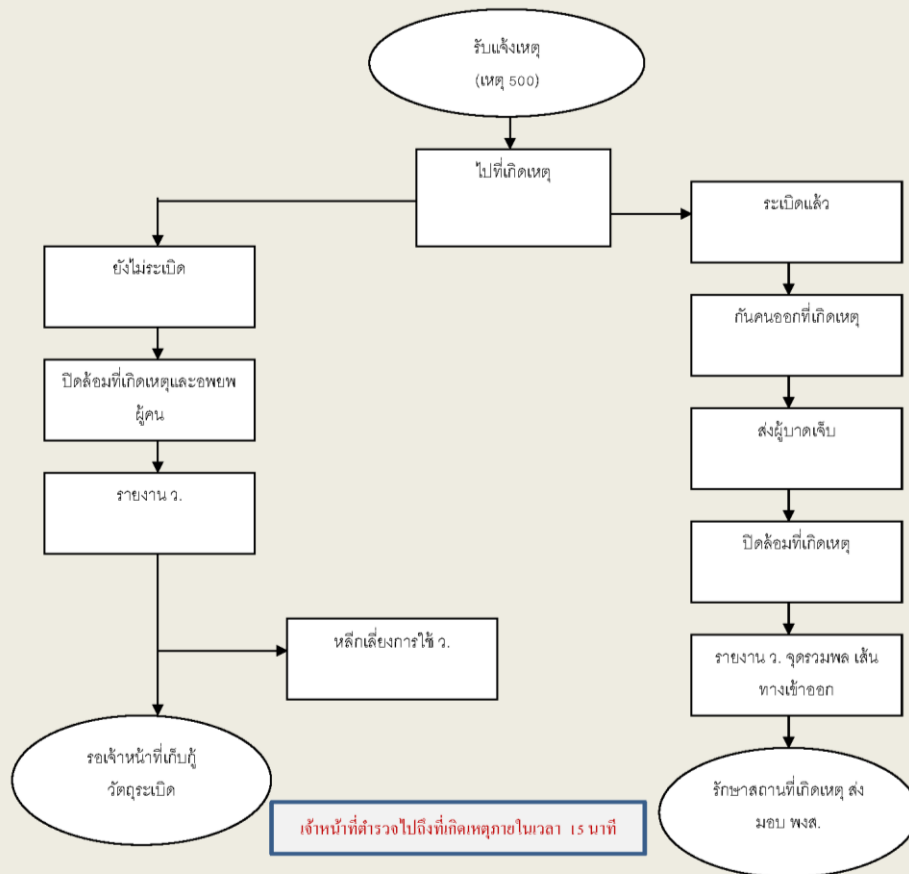 รับแจ้งเหตุ
(เหตุ 500)
ไปที่เกิดเหตุ
ระเบิดแล้ว
ยังไม่ระเบิด
กันคนออกที่เกิดเหตุ
ปิดล้อมที่เกิดเหตุและอพยพ
ผู้คน
ส่งผู้บาดเจ็บ
รายงาน ว.
ปิดล้อมที่เกิดเหตุ
หลีกเลี่ยงการใช้ ว.
รายงาน ว. จุดรวมพล เส้น
ทางเข้าออก
รอเจ้าหน้าที่เก็บกู้
วัตถุระเบิด
รักษาสถานที่เกิดเหตุ ส่ง
มอบ พงส.
เจ้าหน้าที่ตำรวจไปถึงที่เกิดเหตุภายในเวลา 15 นาที